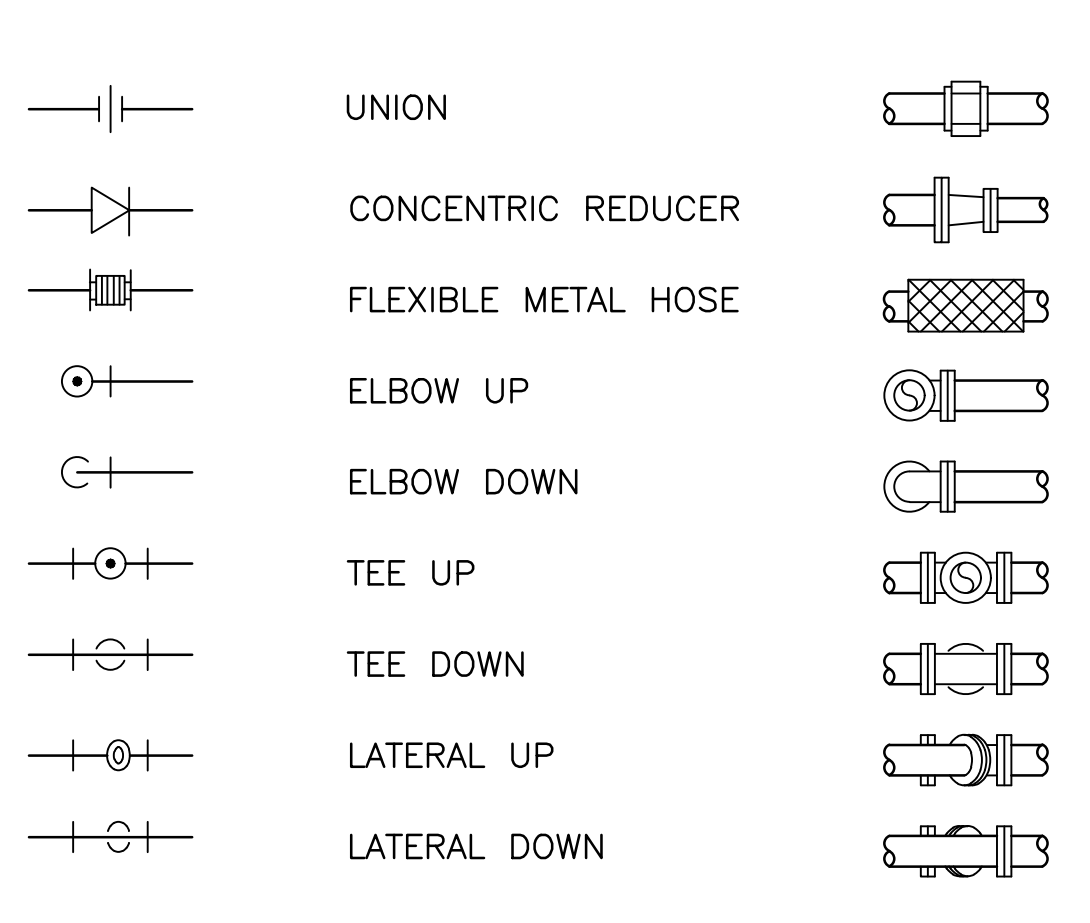 UNION
CONCENTRIC REDUCER
FLEXIBLE METAL HOSE
ELBOW UP
ELBOW DOWN
TEE UP
TEE DOWN
LATERAL UP
LATERAL DOWN